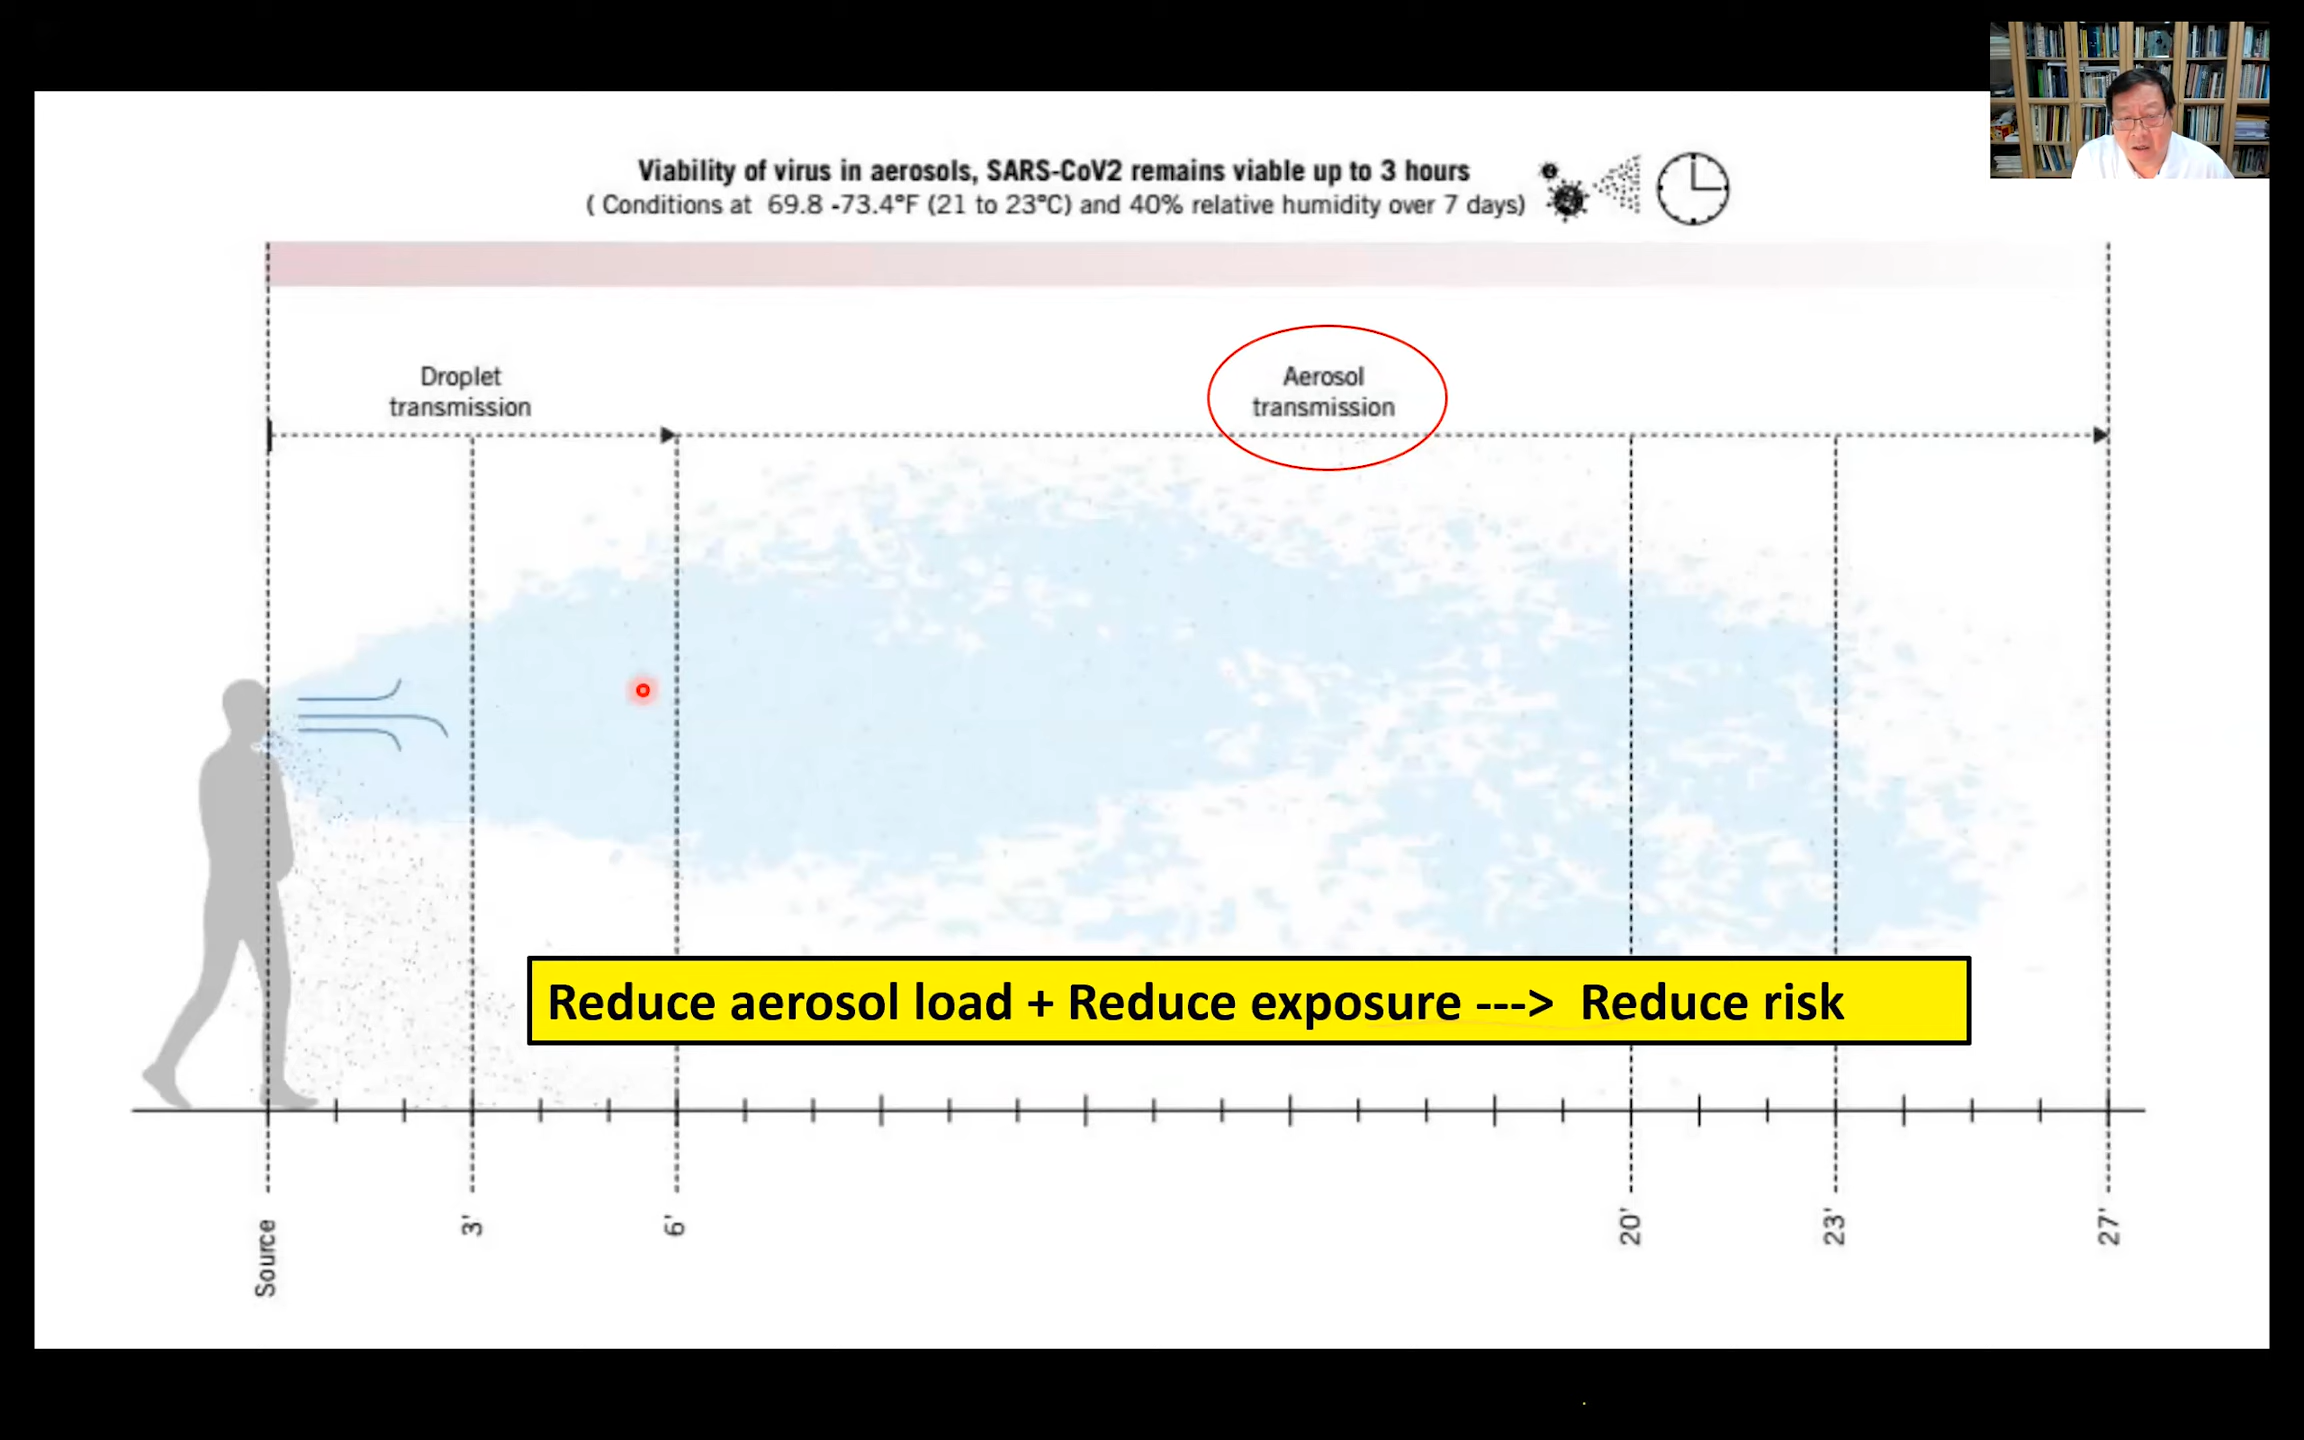 Viability of virus in aerosols, SARS-CoV2 remains viable up to 3 hours
( Conditions at 69.8 -73.4°F (21 to 23°C) and 40% relative humidity over 7 days)
Droplet
transmission
Aerosol
transmission
Reduce aerosol load + Reduce exposure ---> Reduce risk
Source
3'
6'
20'
23'
27'